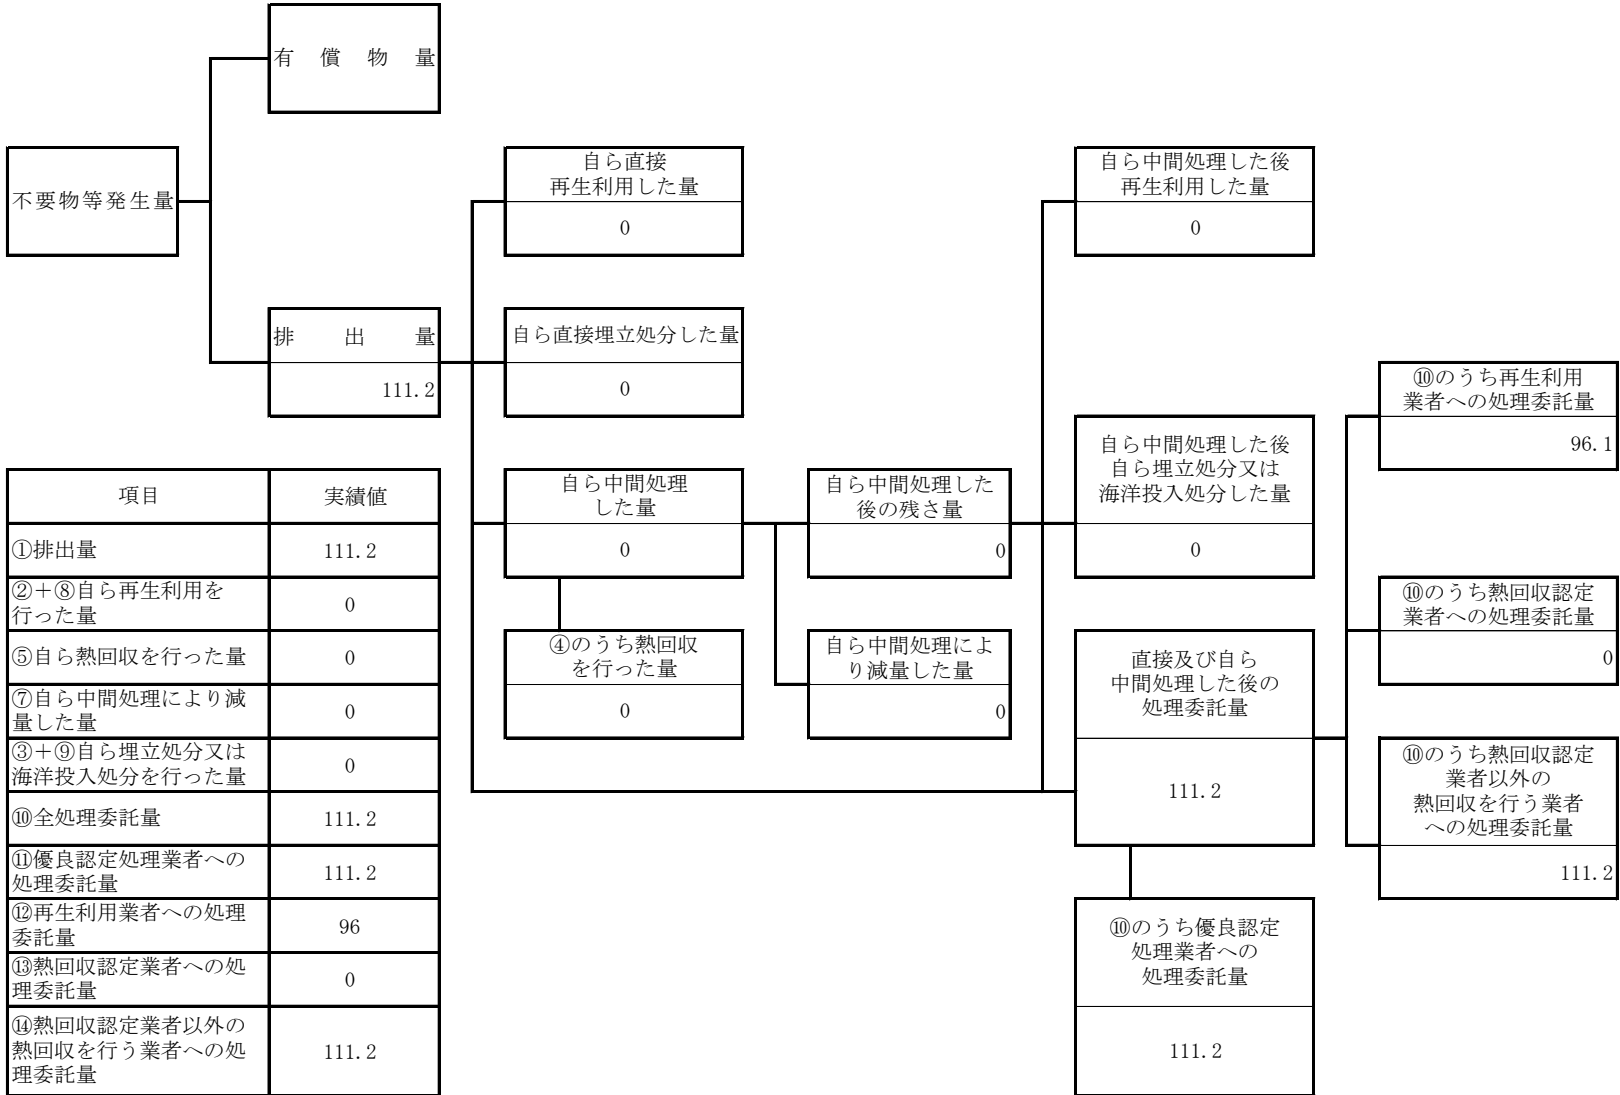 有償物量
不要物等発生量
排出量
111.2
自ら直接
再生利用した量
0
自ら直接埋立処分した量
0
自ら中間処理
した量
0
④のうち熱回収
を行った量
0
自ら中間処理した
後の残さ量
0
自ら中間処理によ
り減量した量
0
自ら中間処理した後
再生利用した量
0
自ら中間処理した後
自ら埋立処分又は
海洋投入処分した量
0
直接及び自ら
中間処理した後の
処理委託量
111.2
⑩のうち優良認定
処理業者への
処理委託量
111.2
⑩のうち再生利用
業者への処理委託量
96.1
⑩のうち熱回収認定
業者への処理委託量
0
⑩のうち熱回収認定
業者以外の
熱回収を行う業者
への処理委託量
111.2
項目 実績値
①排出量 111.2
②+⑧自ら再生利用を
行った量 0
⑤自ら熱回収を行った量 0
⑦自ら中間処理により減
量した量 0
③+⑨自ら埋立処分又は
海洋投入処分を行った量 0
⑩全処理委託量 111.2
⑪優良認定処理業者への
処理委託量 111.2
⑫再生利用業者への処理
委託量 96
⑬熱回収認定業者への処
理委託量 0
⑭熱回収認定業者以外の
熱回収を行う業者への処
理委託量 111.2